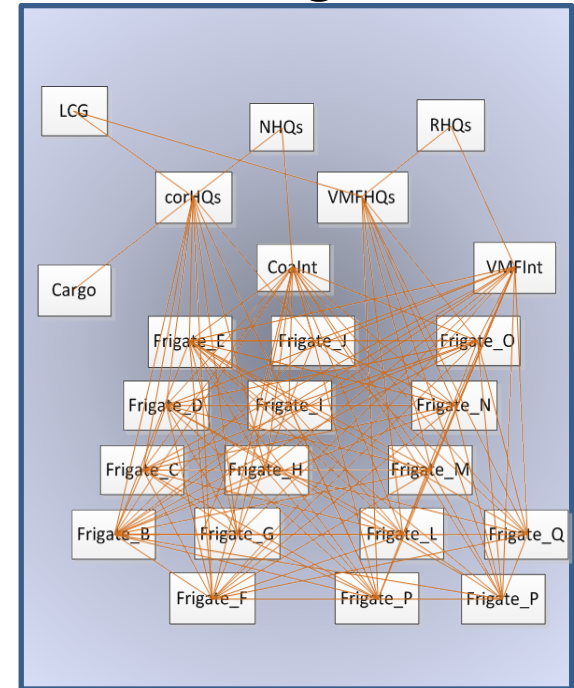 LCG
NHQs
RHQs
corHQs
VMFHQs
CoaInt
VMFInt
Cargo
Frigate_E
Frigate_J
Frigate_O
Frigate_D
Frigate_I
Frigate_N
Frigate_C
Frigate_H
Frigate_M
Frigate_B
Frigate_G
Frigate_L
Frigate_Q
Frigate_F
Frigate_P
Frigate_P